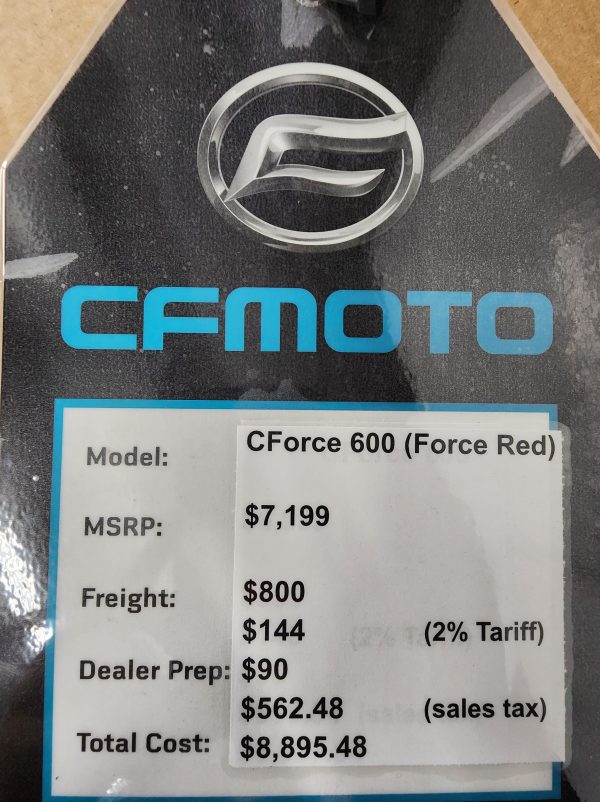 CFMOTO
Model: CForce 600 (Force Red)
MSRP: $7,199
Freight: $800
$144 (2% Tariff)
Dealer Prep: $90
$562.48 (sales tax)
Total Cost: $8,895.48